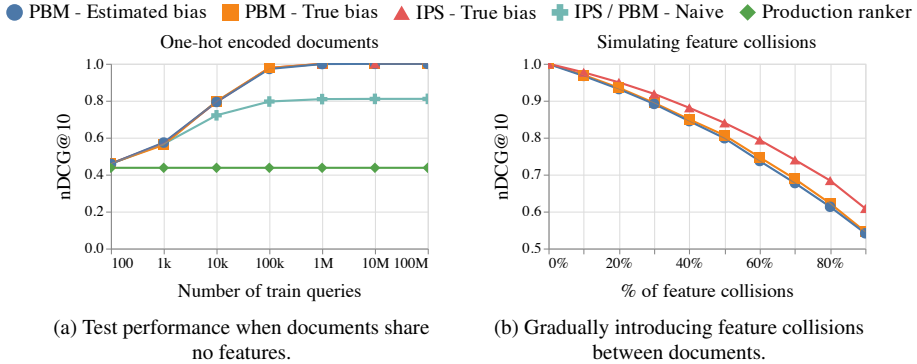 PBM - Estimated bias PBM - True bias IPS - True bias IPS / PBM - Naive Production ranker
One-hot encoded documents
nDCG@10
1.0
0.8
0.6
0.4
0.2
0.0
100 1k 10k 100k 1M 10M 100M
Number of train queries
(a) Test performance when documents share
no features.
Simulating feature collisions
nDCG@10
1.0
0.9
0.8
0.7
0.6
0.5
0% 20% 40% 60% 80%
% of feature collisions
(b) Gradually introducing feature collisions
between documents.